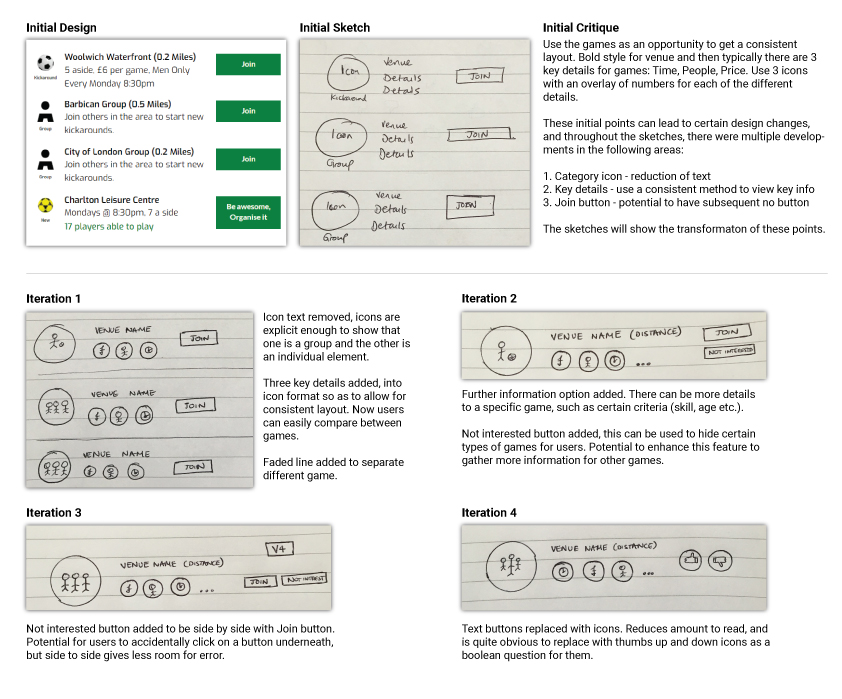 Initial Design
Woolwich Waterfront (0.2 Miles)
5 aside, £6 per game, Men Only
Every Monday 8:30pm
Kickaround
Join
Barbican Group (0.5 Miles)
Join others in the area to start new
kickarounds.
Group
Join
City of London Group (0.2 Miles)
Join others in the area to start new
kickarounds.
Group
Join
Charlton Leisure Centre
Mondays @ 8:30pm. 7 a side
17 players able to play
New
Be awesome,
Organise it
Initial Sketch
Icon
Kickaround
Venue
Details
Details
JOIN
Icon
Group
Venue
Details
Details
JOIN
Icon
Group
Venue
Details
Details
JOIN
Initial Critique
Use the games as an opportunity to get a consistent
layout. Bold style for venue and then typically there are 3
key details for games: Time, People, Price. Use 3 icons
with an overlay of numbers for each of the different
details.
These initial points can lead to certain design changes,
and throughout the sketches, there were multiple develop-
ments in the following areas:
1. Category icon - reduction of text
2. Key details - use a consistent method to view key info
3. Join button - potential to have subsequent no button
The sketches will show the transformaton of these points.
Iteration 1
VENUE NAME
£
JOIN
VENUE NAME
£
JOIN
VENUE NAME
£
JOIN
Icon text removed, icons are
explicit enough to show that
one is a group and the other is
an individual element.
Three key details added, into
icon format so as to allow for
consistent layout. Now users
can easily compare between
games.
Faded line added to separate
different game.
Iteration 2
VENUE NAME (DISTANCE)
£
...
JOIN
NOT INTERESTED
Further information option added. There can be more details
to a specific game, such as certain criteria (skill, age etc.).
Not interested button added, this can be used to hide certain
types of games for users. Potential to enhance this feature to
gather more information for other games.
Iteration 3
V4
VENUE NAME (DISTANCE)
£
...
JOIN
NOT INTEREST
Not interested button added to be side by side with Join button.
Potential for users to accidentally click on a button underneath,
but side to side gives less room for error.
Iteration 4
VENUE NAME (DISTANCE)
£
...
Text buttons replaced with icons. Reduces amount to read, and
is quite obvious to replace with thumbs up and down icons as a
boolean question for them.